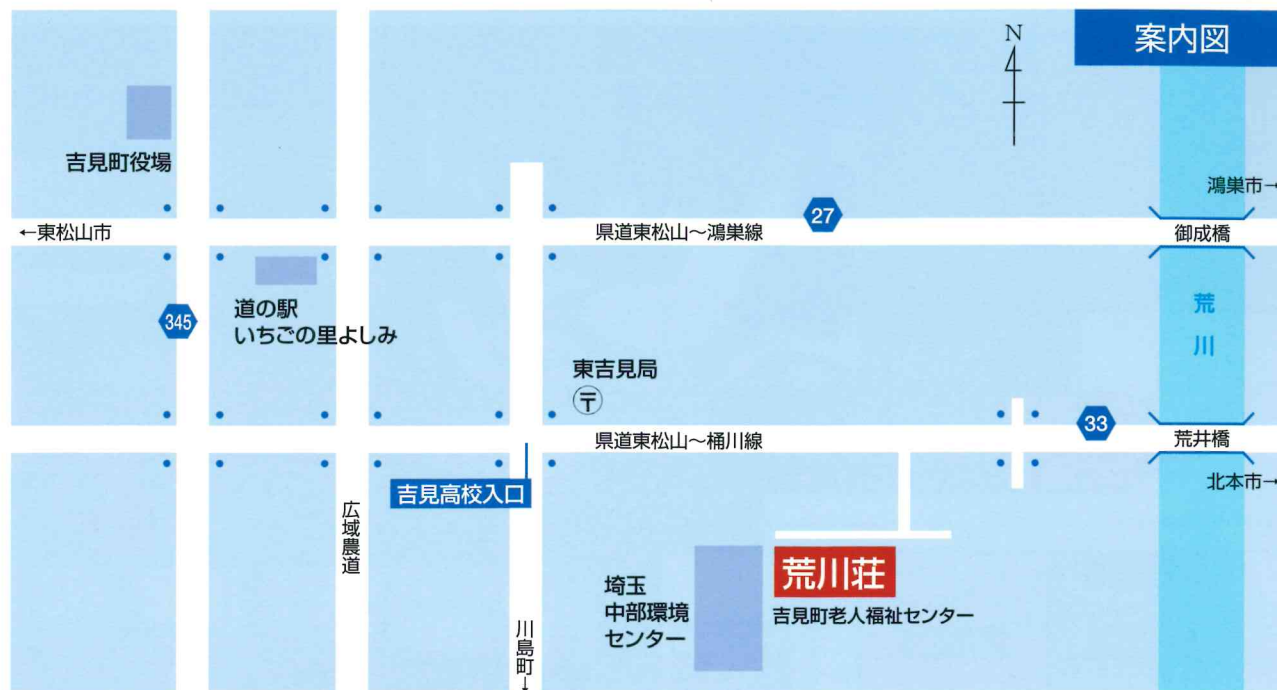 案内図
N
吉見町役場
鴻巣市→
←東松山市
県道東松山〜鴻巣線
27
御成橋
345
道の駅
いちごの里よしみ
荒川
東吉見局
〒
県道東松山〜桶川線
33
荒井橋
吉見高校入口
北本市→
広域農道
埼玉
中部環境
センター
荒川荘
吉見町老人福祉センター
川島町→